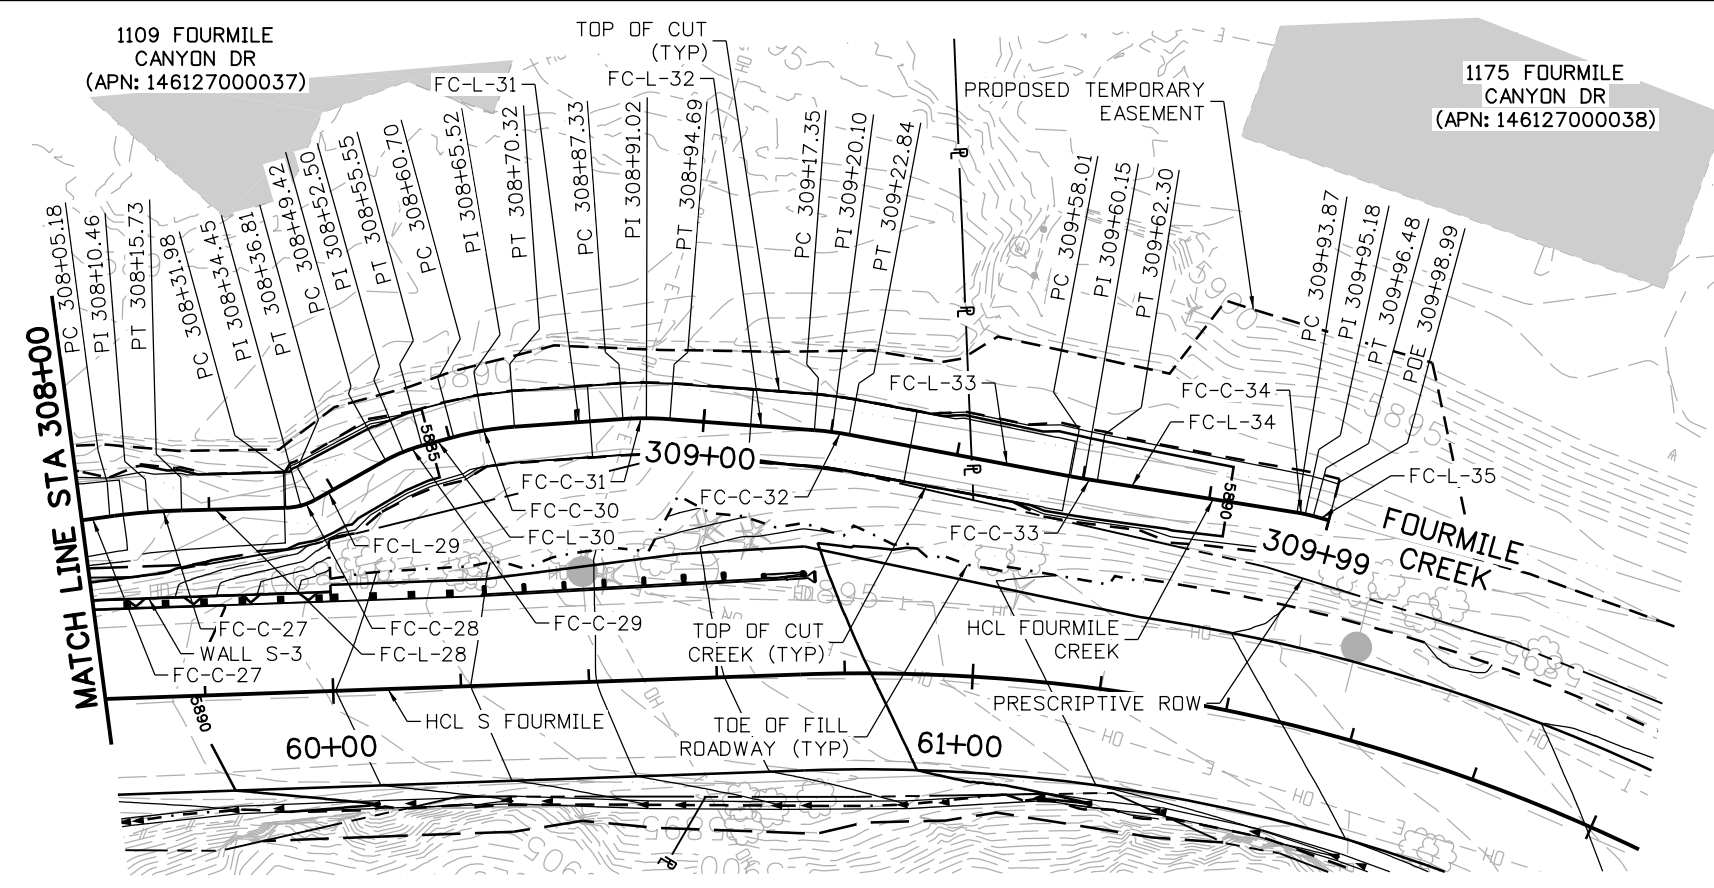 1109 FOURMILE
CANYON DR
(APN: 146127000037)
TOP OF CUT
(TYP)
FC-L-31
FC-L-32
PROPOSED TEMPORARY
EASEMENT
1175 FOURMILE
CANYON DR
(APN: 146127000038)
PC 308+05.18
PI 308+10.46
PT 308+15.73
PC 308+31.98
PI 308+34.45
PT 308+36.81
PC 308+49.42
PI 308+52.50
PT 308+55.55
PC 308+60.70
PI 308+65.52
PT 308+70.32
PC 308+87.33
PI 308+91.02
PT 308+94.69
PC 309+17.35
PI 309+20.10
PT 309+22.84
PC 309+58.01
PI 309+60.15
PT 309+62.30
PC 309+93.87
PI 309+95.18
PT 309+96.48
POE 309+98.99
MATCH LINE STA 308+00
5890
5890
5895
FC-L-33
FC-C-34
FC-L-34
5885
309+00
FC-C-31
FC-C-30
FC-L-30
FC-L-29
FC-C-32
FC-C-33
5890
FC-L-35
309+99
FOURMILE
CREEK
5895
FC-C-27
WALL S-3
FC-C-27
FC-C-28
FC-L-28
FC-C-29
TOP OF CUT
CREEK (TYP)
HCL FOURMILE
CREEK
PRESCRIPTIVE ROW
5890
HCL S FOURMILE
TOE OF FILL
ROADWAY (TYP)
60+00
61+00
5895
5905